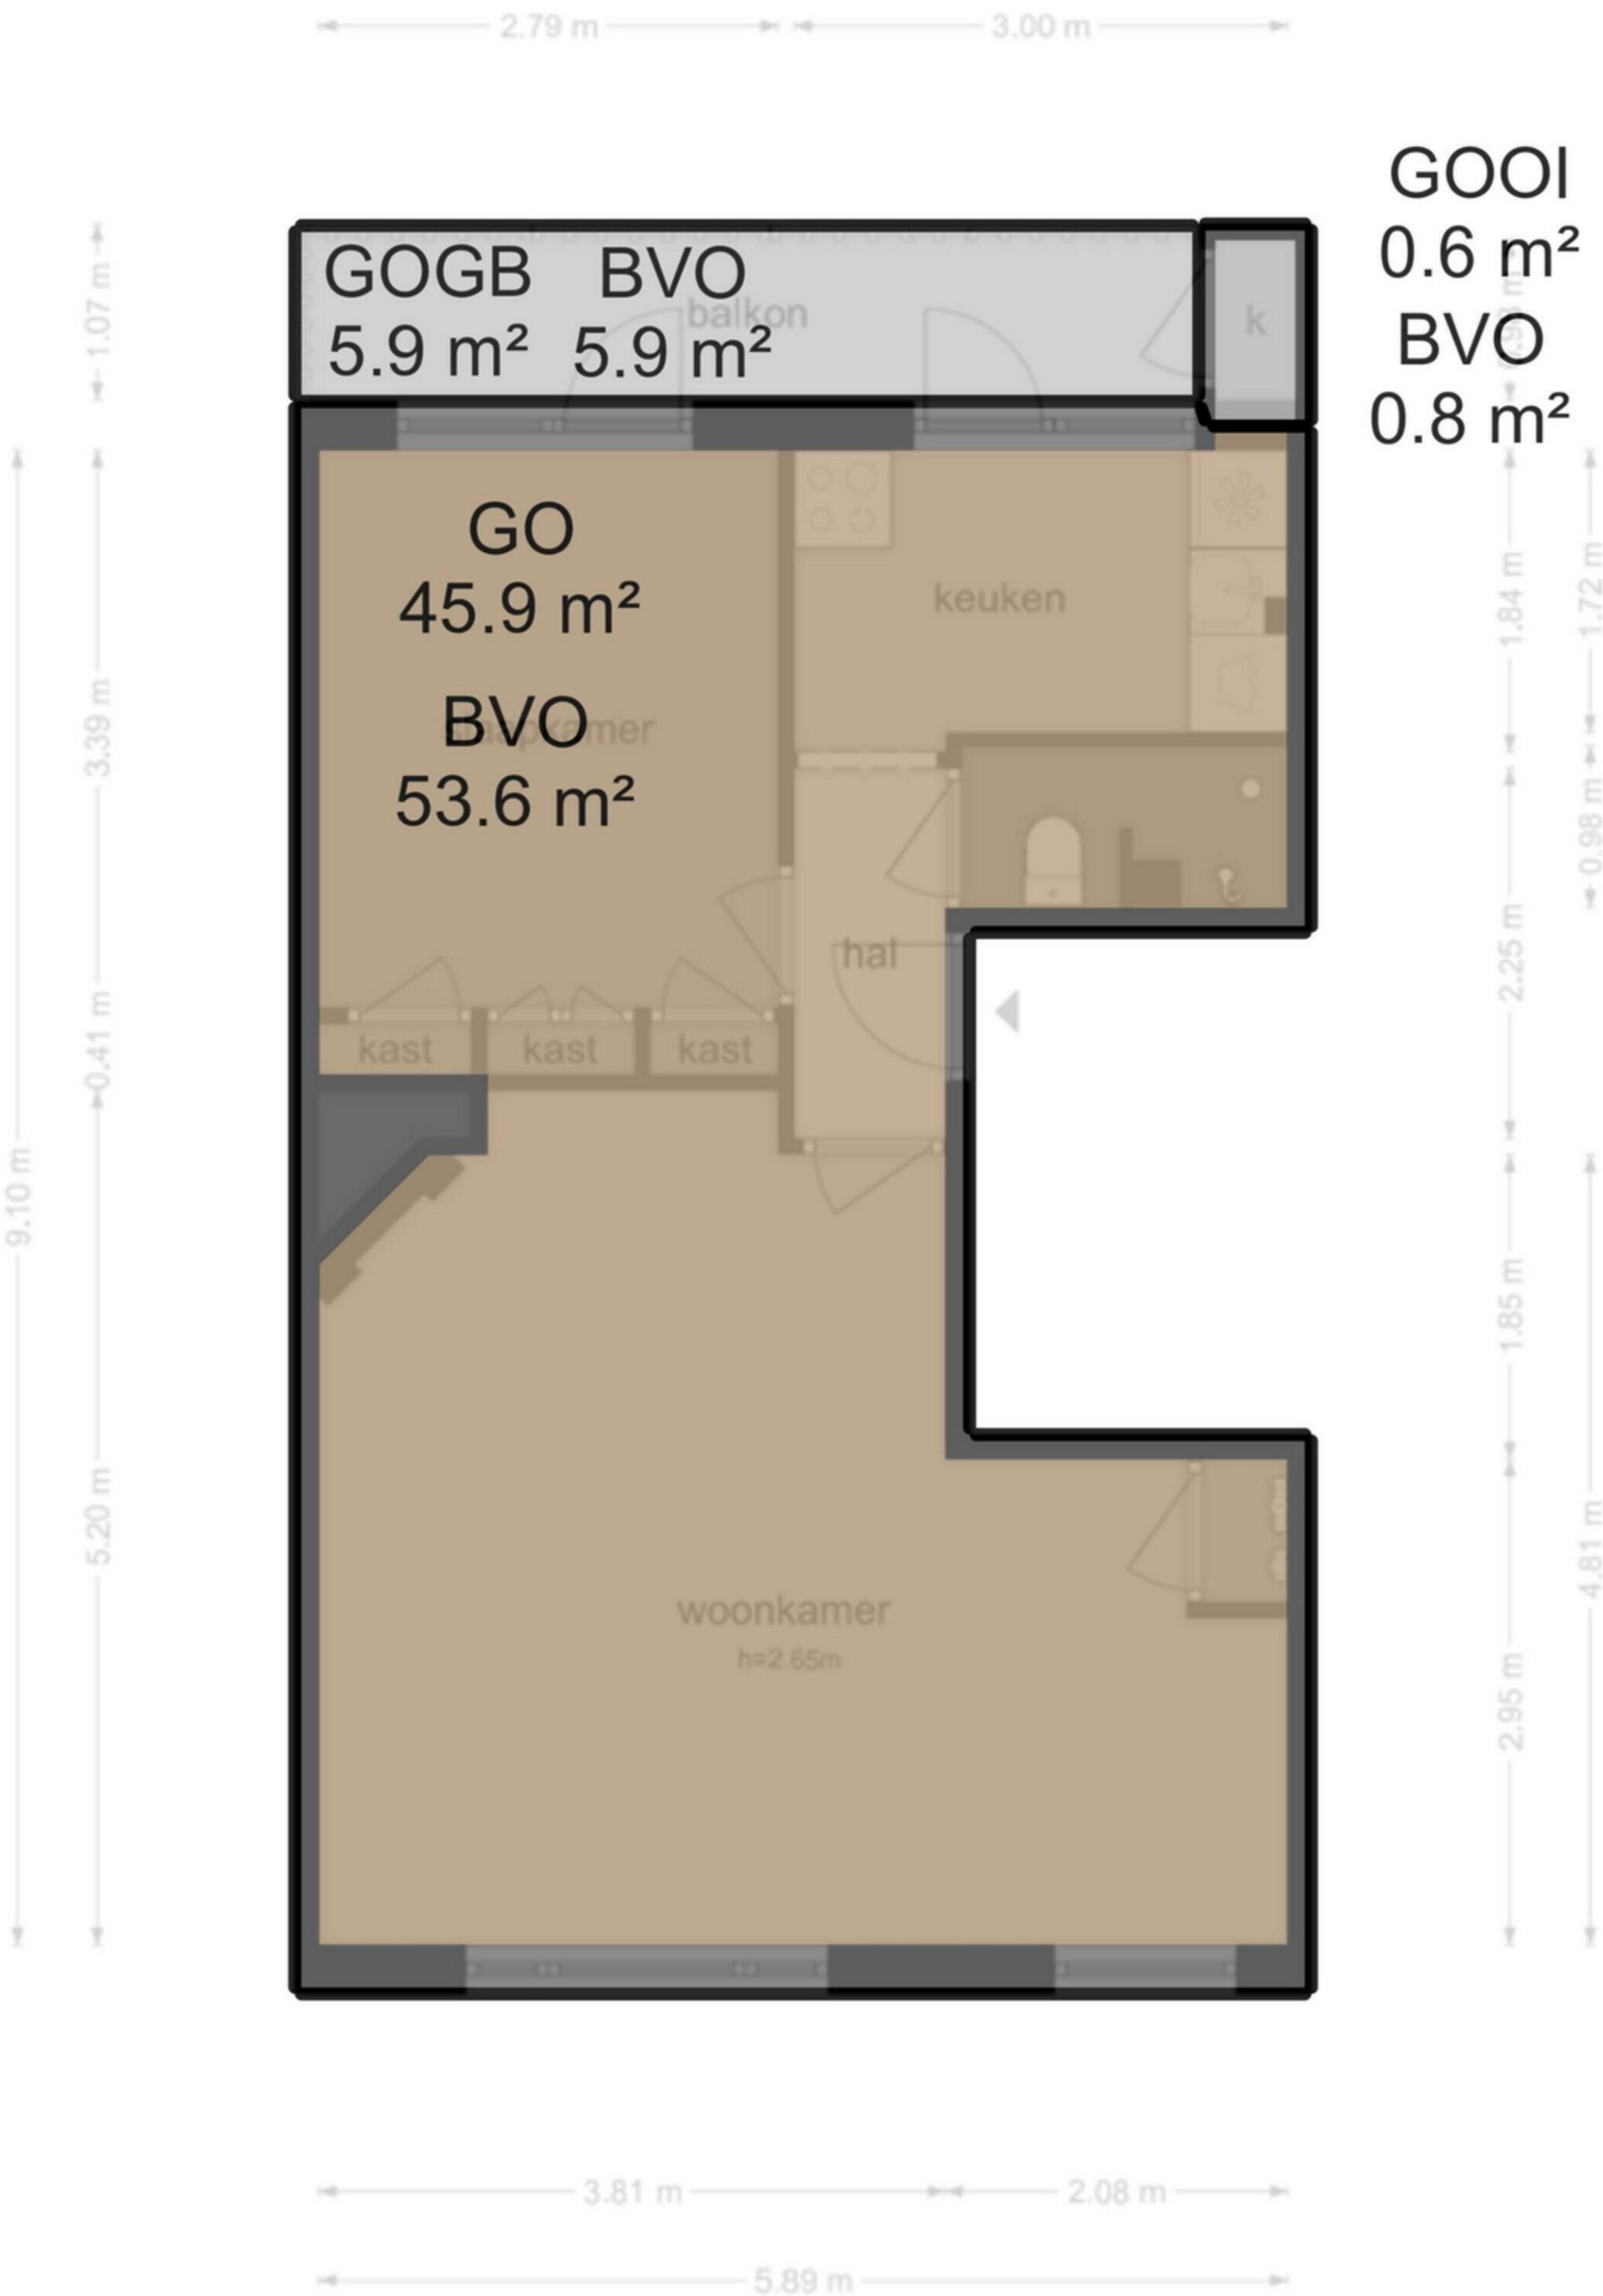 2.79 m 3.00 m
GOOI
0.6 m²
BVO
0.8 m²
GOGB BVO
5.9 m² 5.9 m²
balkon
k
1.07 m
GO
45.9 m²
BVO
53.6 m²
slaapkamer
keuken
3.39 m
1.84 m
1.72 m
0.98 m
hal
2.25 m
kast kast kast
0.41 m
9.10 m
5.20 m
1.85 m
4.81 m
woonkamer
h=2.65m
2.95 m
3.81 m 2.08 m
5.89 m